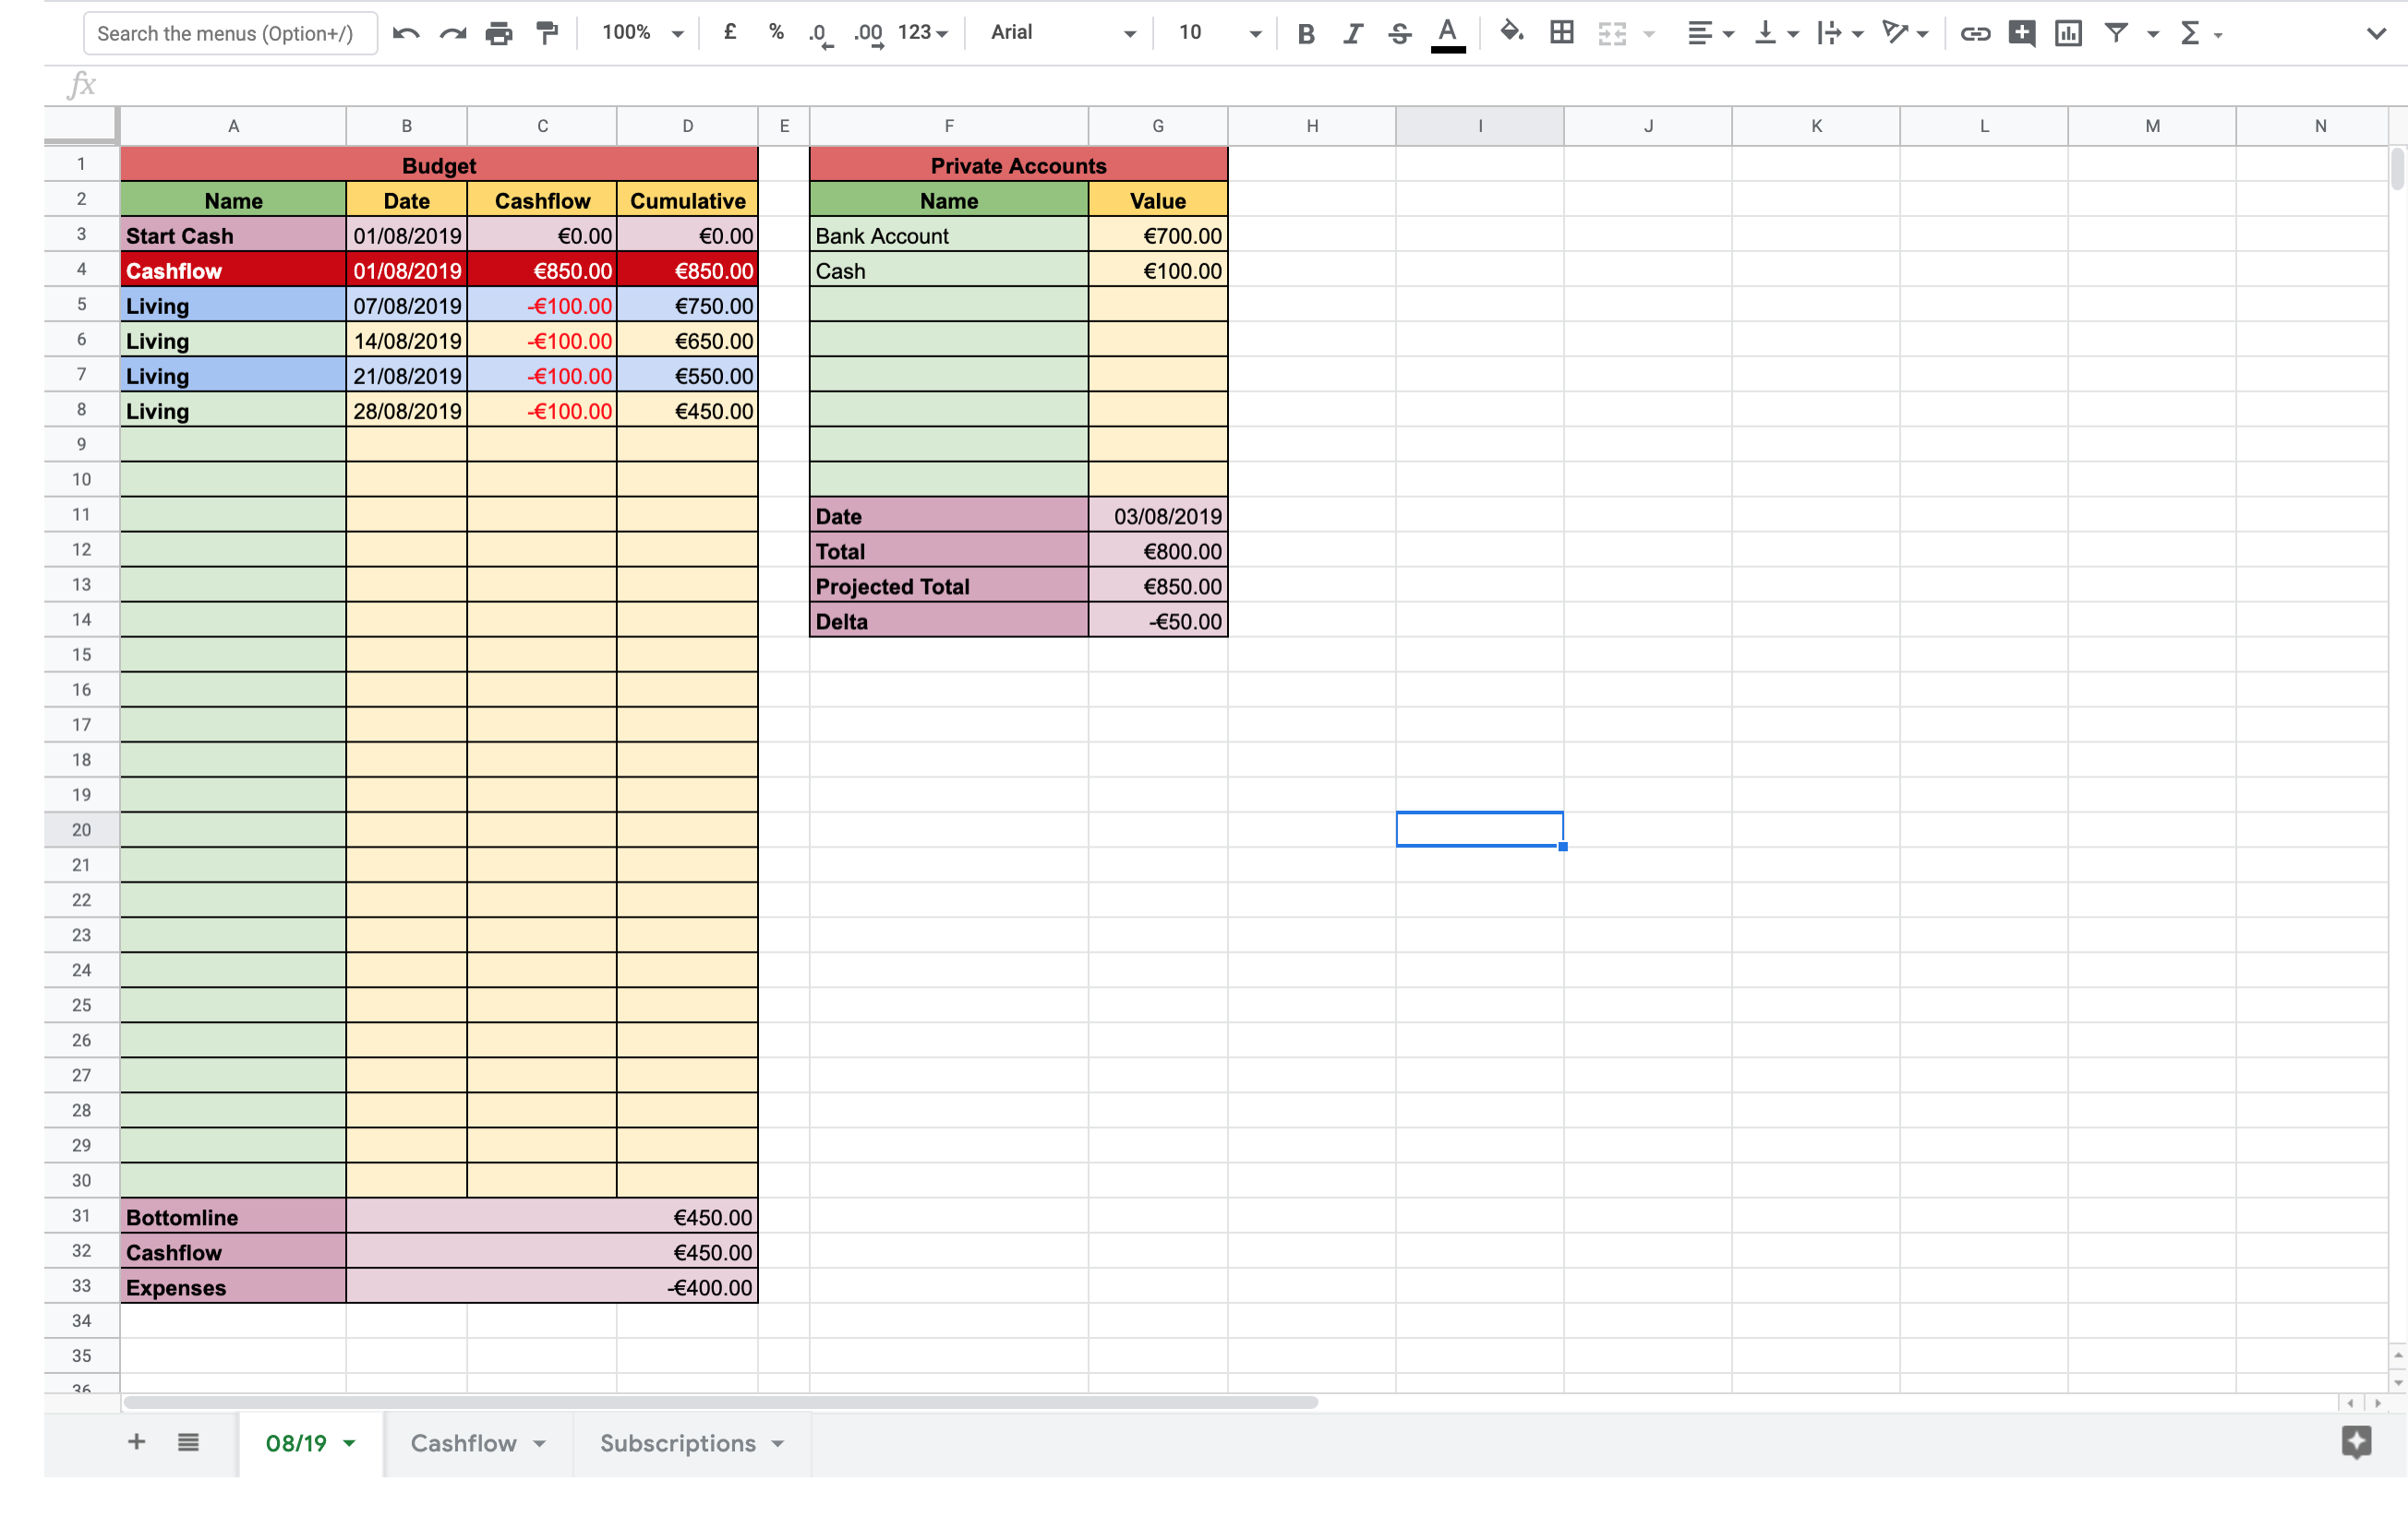 Search the menus (Option+/) 100% £ % .0 .00 123 Arial 10 B I S A Σ
fx
A B C D E F G H I J K L M N
1 Budget Private Accounts
2 Name Date Cashflow Cumulative Name Value
3 Start Cash 01/08/2019 €0.00 €0.00 Bank Account €700.00
4 Cashflow 01/08/2019 €850.00 €850.00 Cash €100.00
5 Living 07/08/2019 -€100.00 €750.00
6 Living 14/08/2019 -€100.00 €650.00
7 Living 21/08/2019 -€100.00 €550.00
8 Living 28/08/2019 -€100.00 €450.00
9
10
11 Date 03/08/2019
12 Total €800.00
13 Projected Total €850.00
14 Delta -€50.00
15
16
17
18
19
20
21
22
23
24
25
26
27
28
29
30
31 Bottomline €450.00
32 Cashflow €450.00
33 Expenses -€400.00
34
35
36
08/19 Cashflow Subscriptions